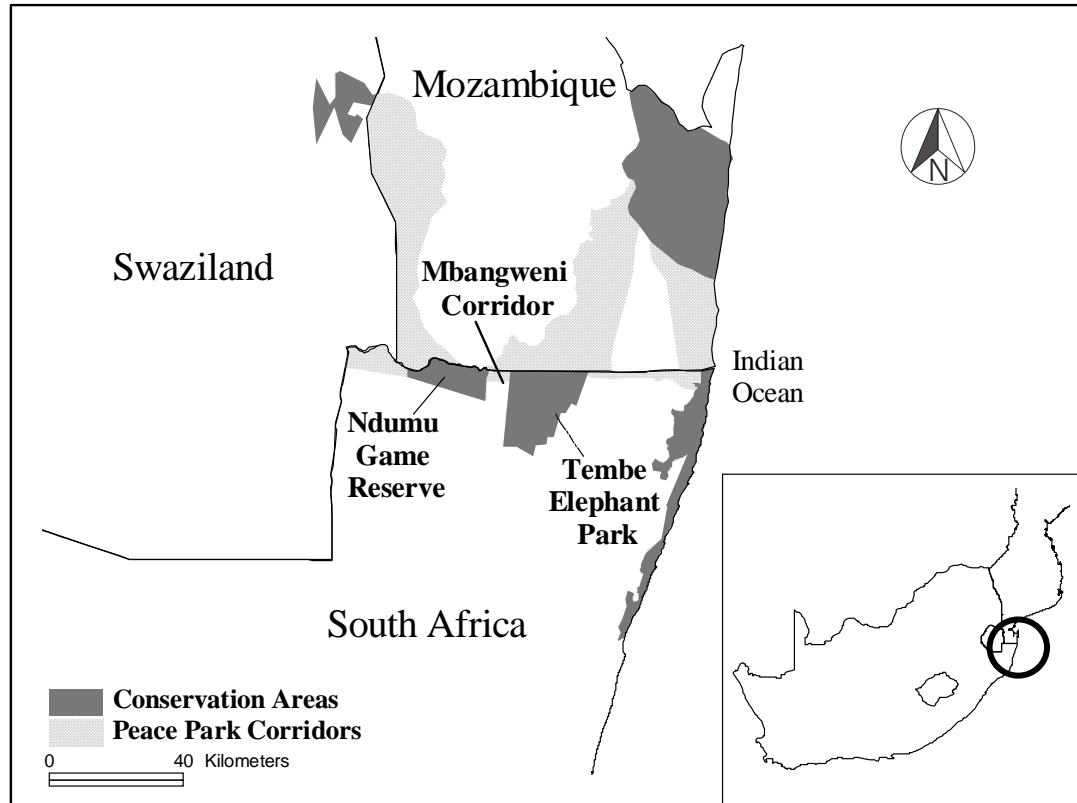 Mozambique
N
Swaziland
Mbangweni
Corridor
Indian
Ocean
Ndumu
Game
Reserve
Tembe
Elephant
Park
South Africa
Conservation Areas
Peace Park Corridors
0 40 Kilometers